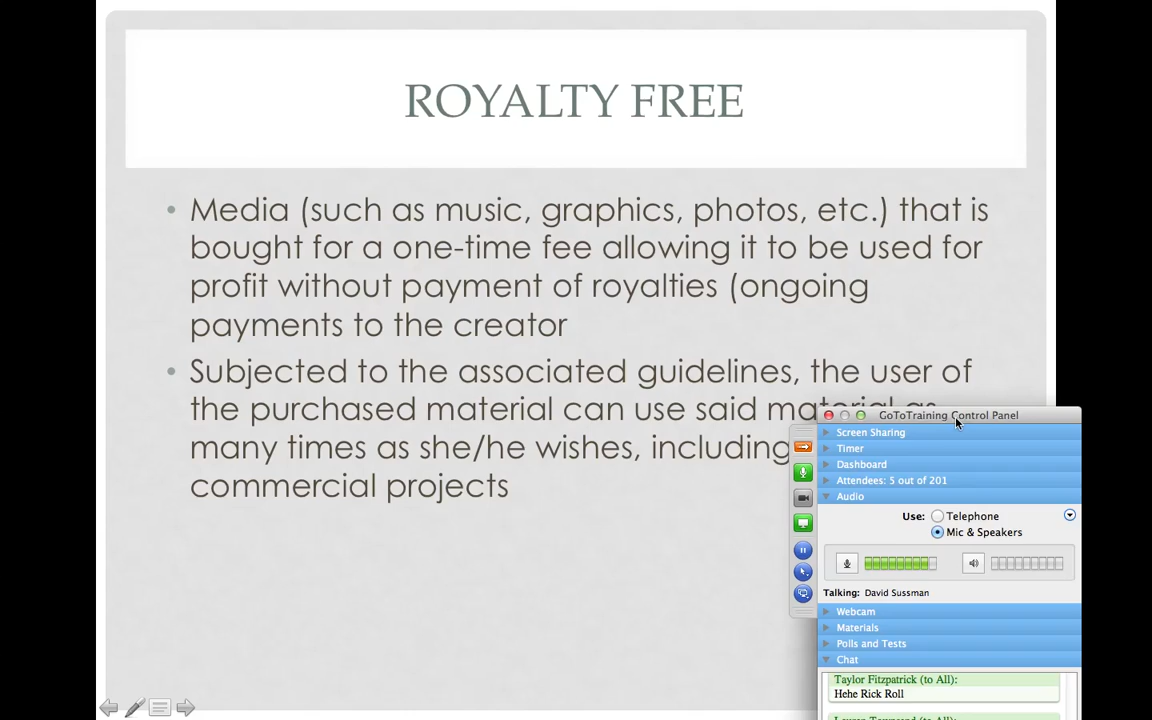 ROYALTY FREE
• Media (such as music, graphics, photos, etc.) that is
bought for a one-time fee allowing it to be used for
profit without payment of royalties (ongoing
payments to the creator
• Subjected to the associated guidelines, the user of
the purchased material can use said material as
many times as she/he wishes, including
commercial projects
GoToTraining Control Panel
Screen Sharing
Timer
Dashboard
Attendees: 5 out of 201
Audio
Use: Telephone
Mic & Speakers
Talking: David Sussman
Webcam
Materials
Polls and Tests
Chat
Taylor Fitzpatrick (to All):
Hehe Rick Roll